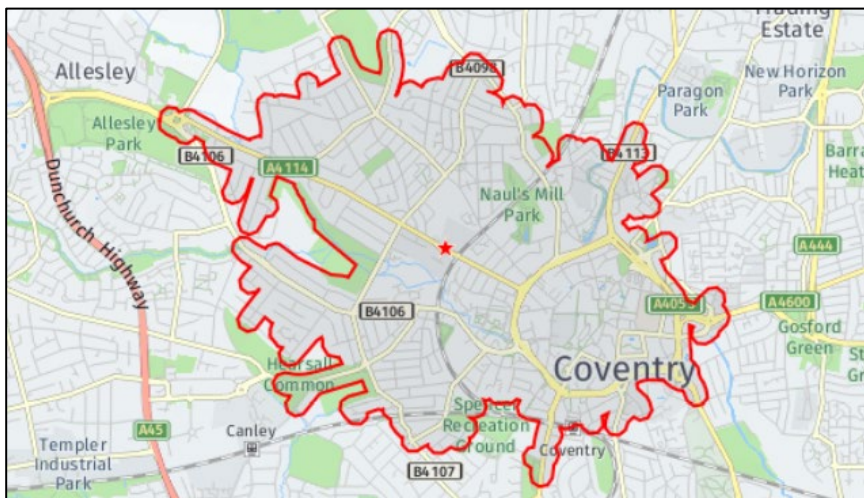 Trading
Estate
Allesley
B4098
New Horizon
Park
Paragon
Park
Allesley
Park
B4106
A4114
B4113
Barra
Heath
Naul's Mill
Park
Dunchurch Highway
A444
A4053
A4600
B4106
Gosford
Green
Hearsall
Common
Coventry
Spencer
Recreation
Ground
A45
Canley
Coventry
Templer
Industrial
Park
B4107